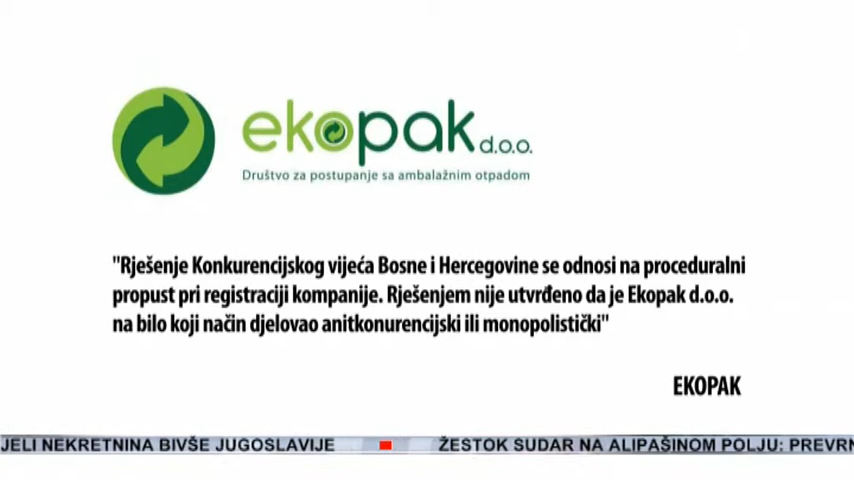 ekopak d.o.o.
Društvo za postupanje sa ambalažnim otpadom
"Rješenje Konkurencijskog vijeća Bosne i Hercegovine se odnosi na proceduralni
propust pri registraciji kompanije. Rješenjem nije utvrđeno da je Ekopak d.o.o.
na bilo koji način djelovao anitkonurencijski ili monopolistički"
EKOPAK
JELI NEKRETNINA BIVŠE JUGOSLAVIJE ŽESTOK SUDAR NA ALIPAŠINOM POLJU: PREVRN